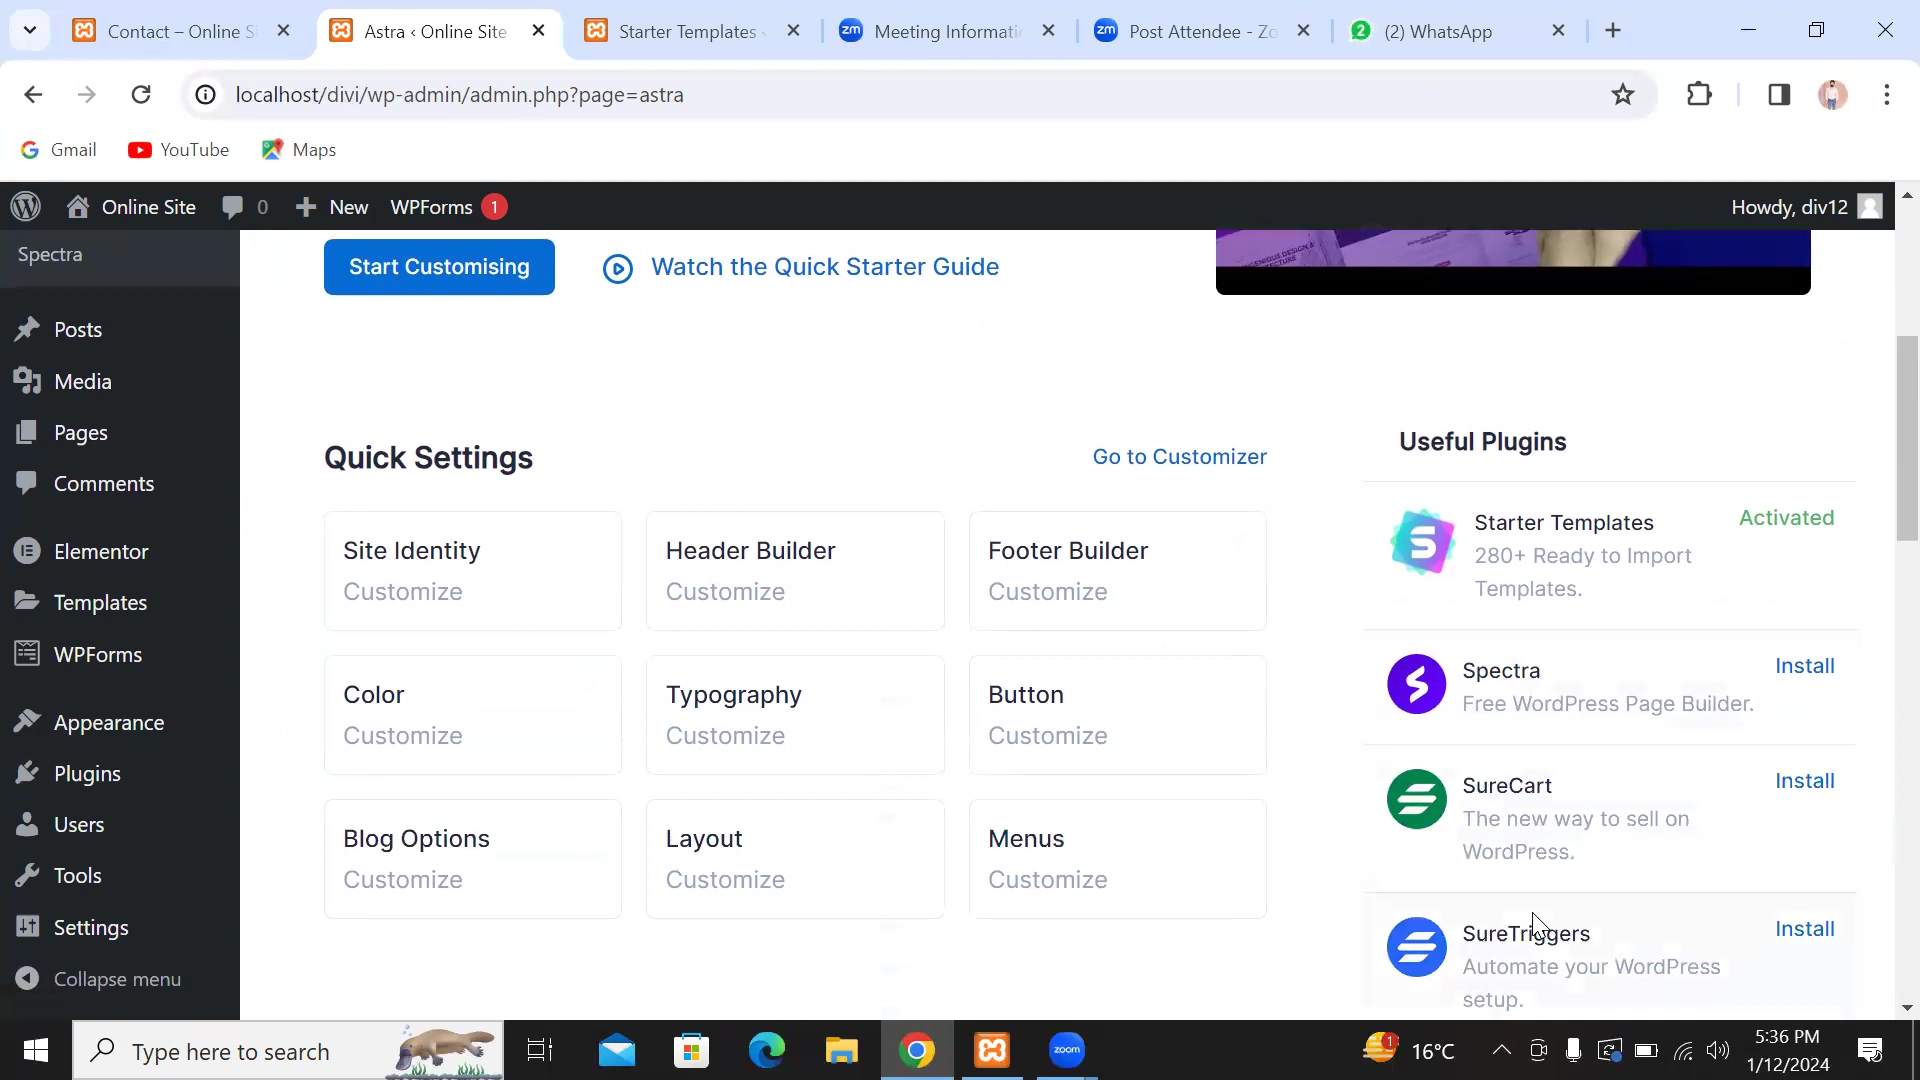 Contact – Online S
Astra ‹ Online Site
Starter Templates ‹
zm
Meeting Informati
zm
Post Attendee - Zo
2
(2) WhatsApp
localhost/divi/wp-admin/admin.php?page=astra
Gmail
YouTube
Maps
Online Site
0
New
WPForms
1
Howdy, div12
Spectra
Posts
Media
Pages
Comments
Elementor
Templates
WPForms
Appearance
Plugins
Users
Tools
Settings
Collapse menu
Start Customising
Watch the Quick Starter Guide
Quick Settings
Go to Customizer
Site Identity
Customize
Header Builder
Customize
Footer Builder
Customize
Color
Customize
Typography
Customize
Button
Customize
Blog Options
Customize
Layout
Customize
Menus
Customize
Useful Plugins
Starter Templates
Activated
280+ Ready to Import
Templates.
Spectra
Install
Free WordPress Page Builder.
SureCart
Install
The new way to sell on
WordPress.
SureTriggers
Install
Automate your WordPress
setup.
Type here to search
zoom
1
16°C
5:36 PM
1/12/2024